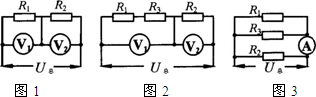 R₁ R₂ R₁ R₃ R₂ R₁
R₃
V₁ V₂ V₁ V₂ A
R₂
U总 U总 U总
图1 图2 图3